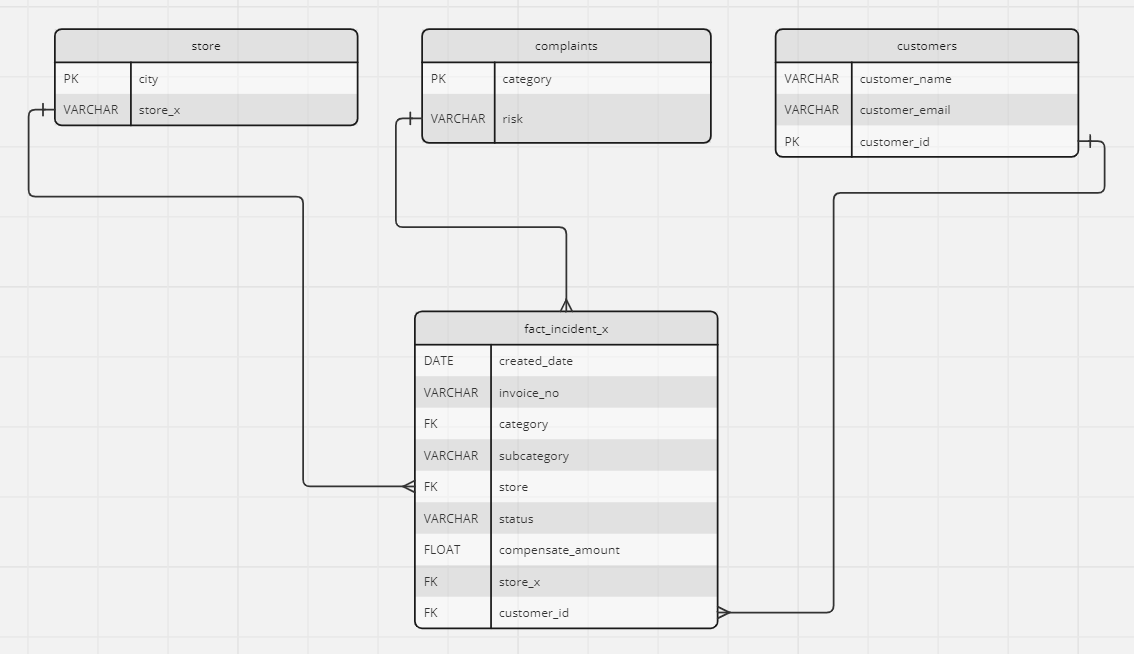 store
PK city
VARCHAR store_x
complaints
PK category
VARCHAR risk
customers
VARCHAR customer_name
VARCHAR customer_email
PK customer_id
fact_incident_x
DATE created_date
VARCHAR invoice_no
FK category
VARCHAR subcategory
FK store
VARCHAR status
FLOAT compensate_amount
FK store_x
FK customer_id